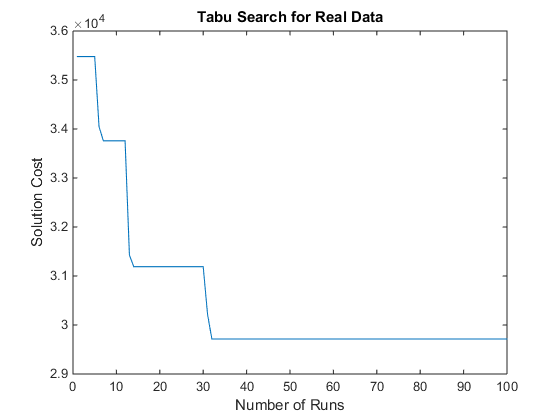 Tabu Search for Real Data
×10⁴
3.6
3.5
3.4
3.3
3.2
3.1
3
2.9
Solution Cost
0 10 20 30 40 50 60 70 80 90 100
Number of Runs